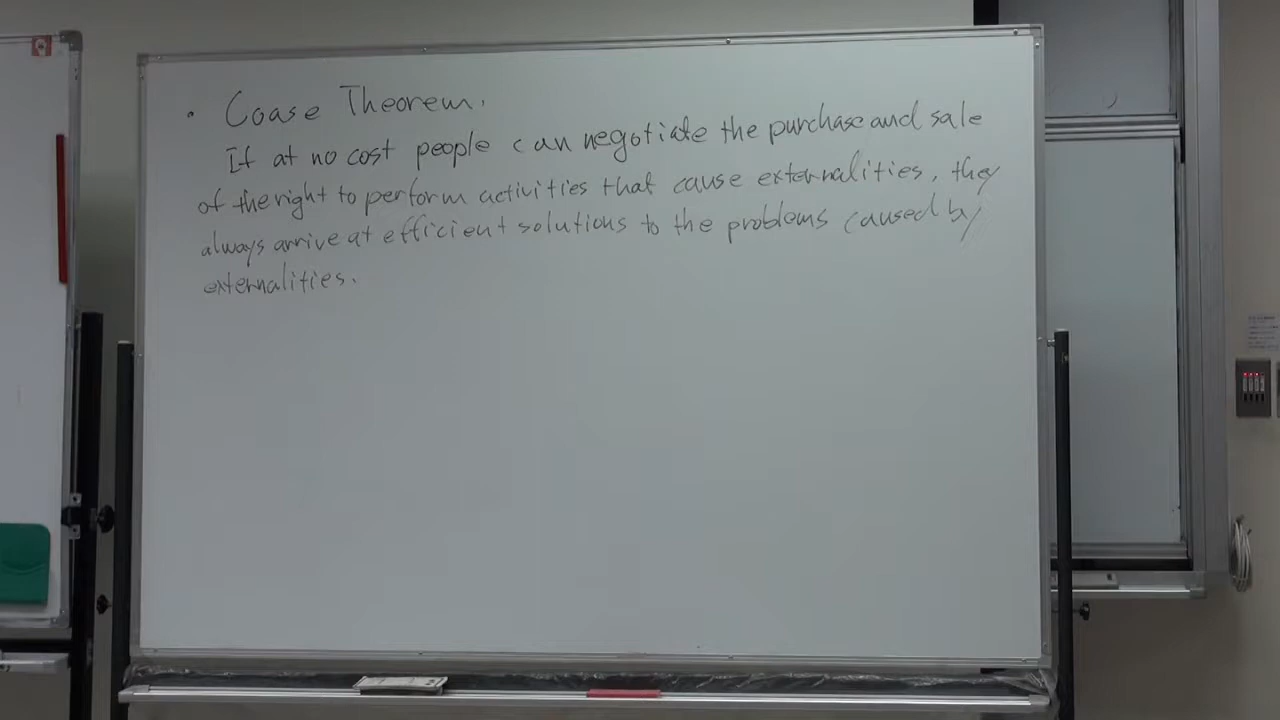 • Coase Theorem.
If at no cost people can negotiate the purchase and sale
of the right to perform activities that cause externalities, they
always arrive at efficient solutions to the problems caused by
externalities.